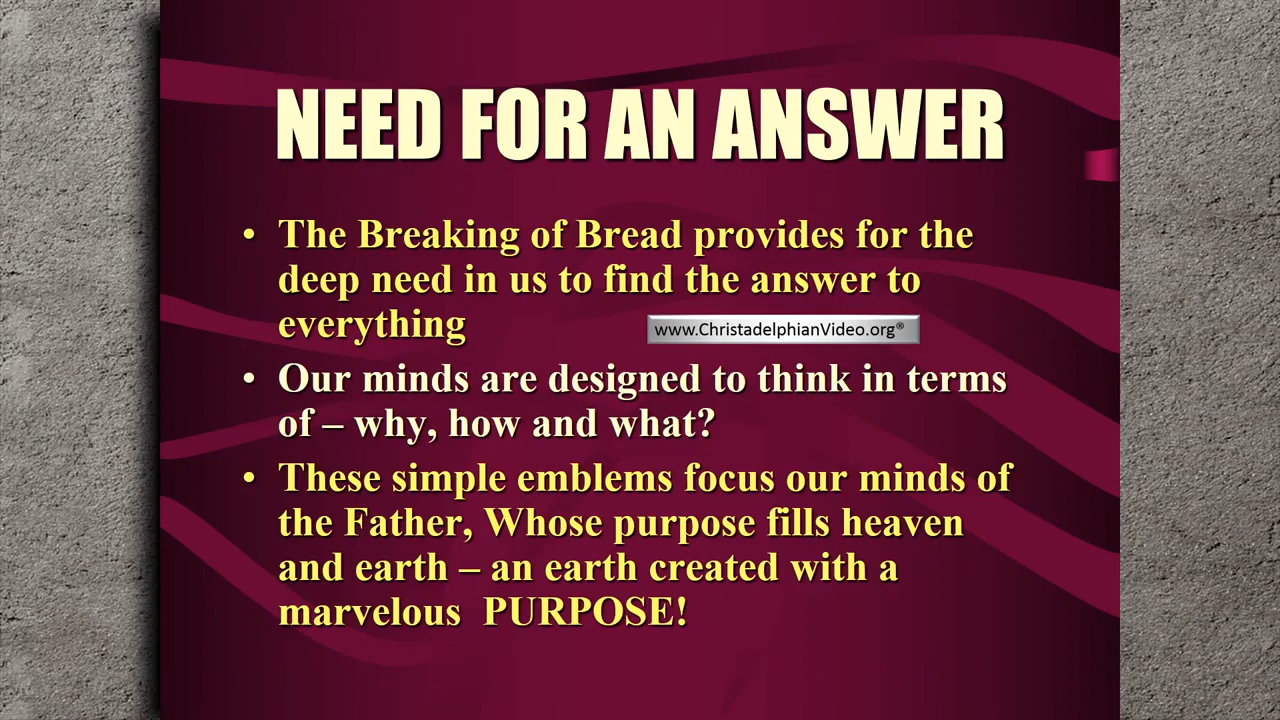 NEED FOR AN ANSWER
• The Breaking of Bread provides for the
deep need in us to find the answer to
everything
www.ChristadelphianVideo.org®
• Our minds are designed to think in terms
of – why, how and what?
• These simple emblems focus our minds of
the Father, Whose purpose fills heaven
and earth – an earth created with a
marvelous PURPOSE!